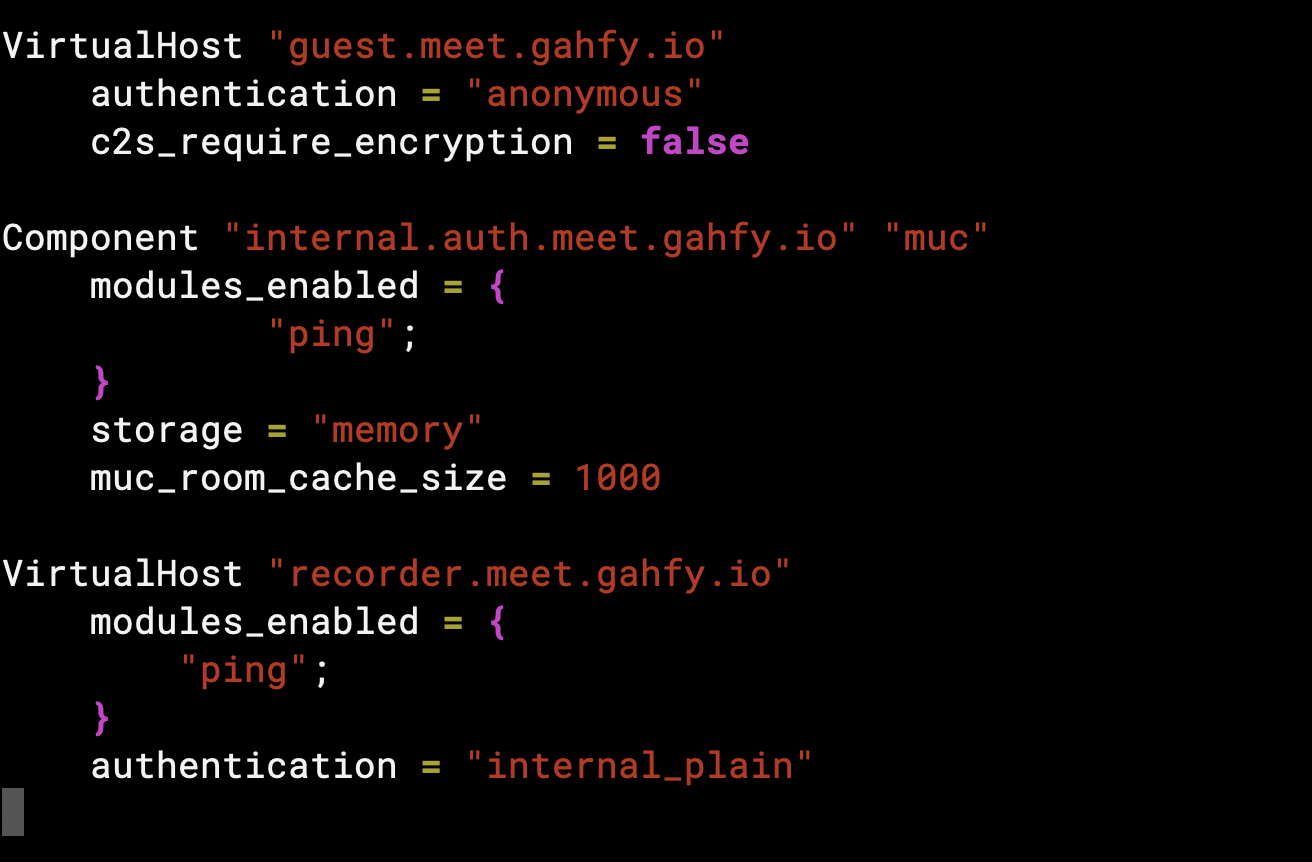 VirtualHost "guest.meet.gahfy.io"
    authentication = "anonymous"
    c2s_require_encryption = false

Component "internal.auth.meet.gahfy.io" "muc"
    modules_enabled = {
            "ping";
    }
    storage = "memory"
    muc_room_cache_size = 1000

VirtualHost "recorder.meet.gahfy.io"
    modules_enabled = {
        "ping";
    }
    authentication = "internal_plain"